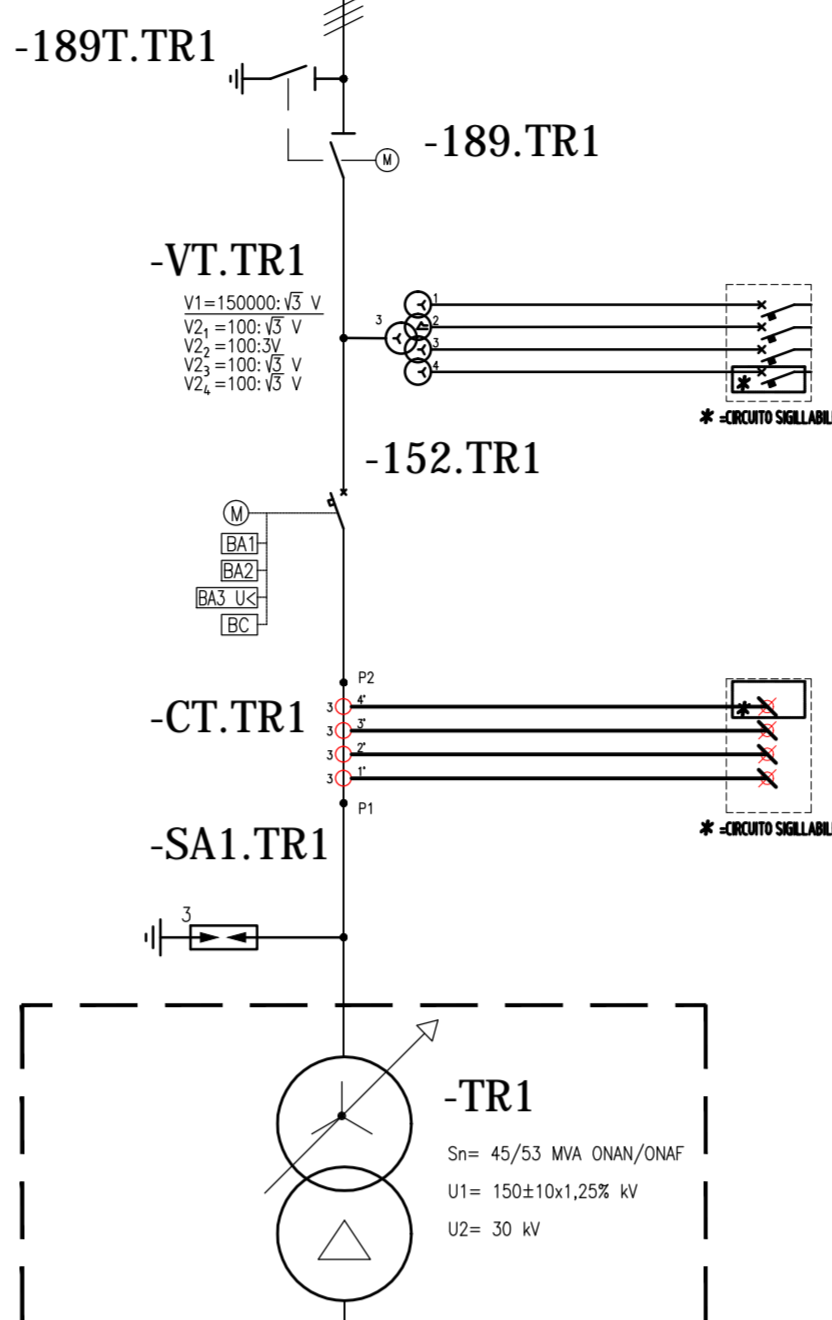 -189T.TR1
M
-189.TR1
-VT.TR1
V1=150000:√3 V
V2₁=100:√3 V
V2₂=100:3V
V2₃=100:√3 V
V2₄=100:√3 V
3
1
2
3
4
*
* =CIRCUITO SIGILLABIL
-152.TR1
M
BA1
BA2
BA3 U<
BC
P2
-CT.TR1
3 4°
3 3°
3 2°
3 1°
*
P1
* =CIRCUITO SIGILLABIL
-SA1.TR1
3
-TR1
Sn= 45/53 MVA ONAN/ONAF
U1= 150±10x1,25% kV
U2= 30 kV